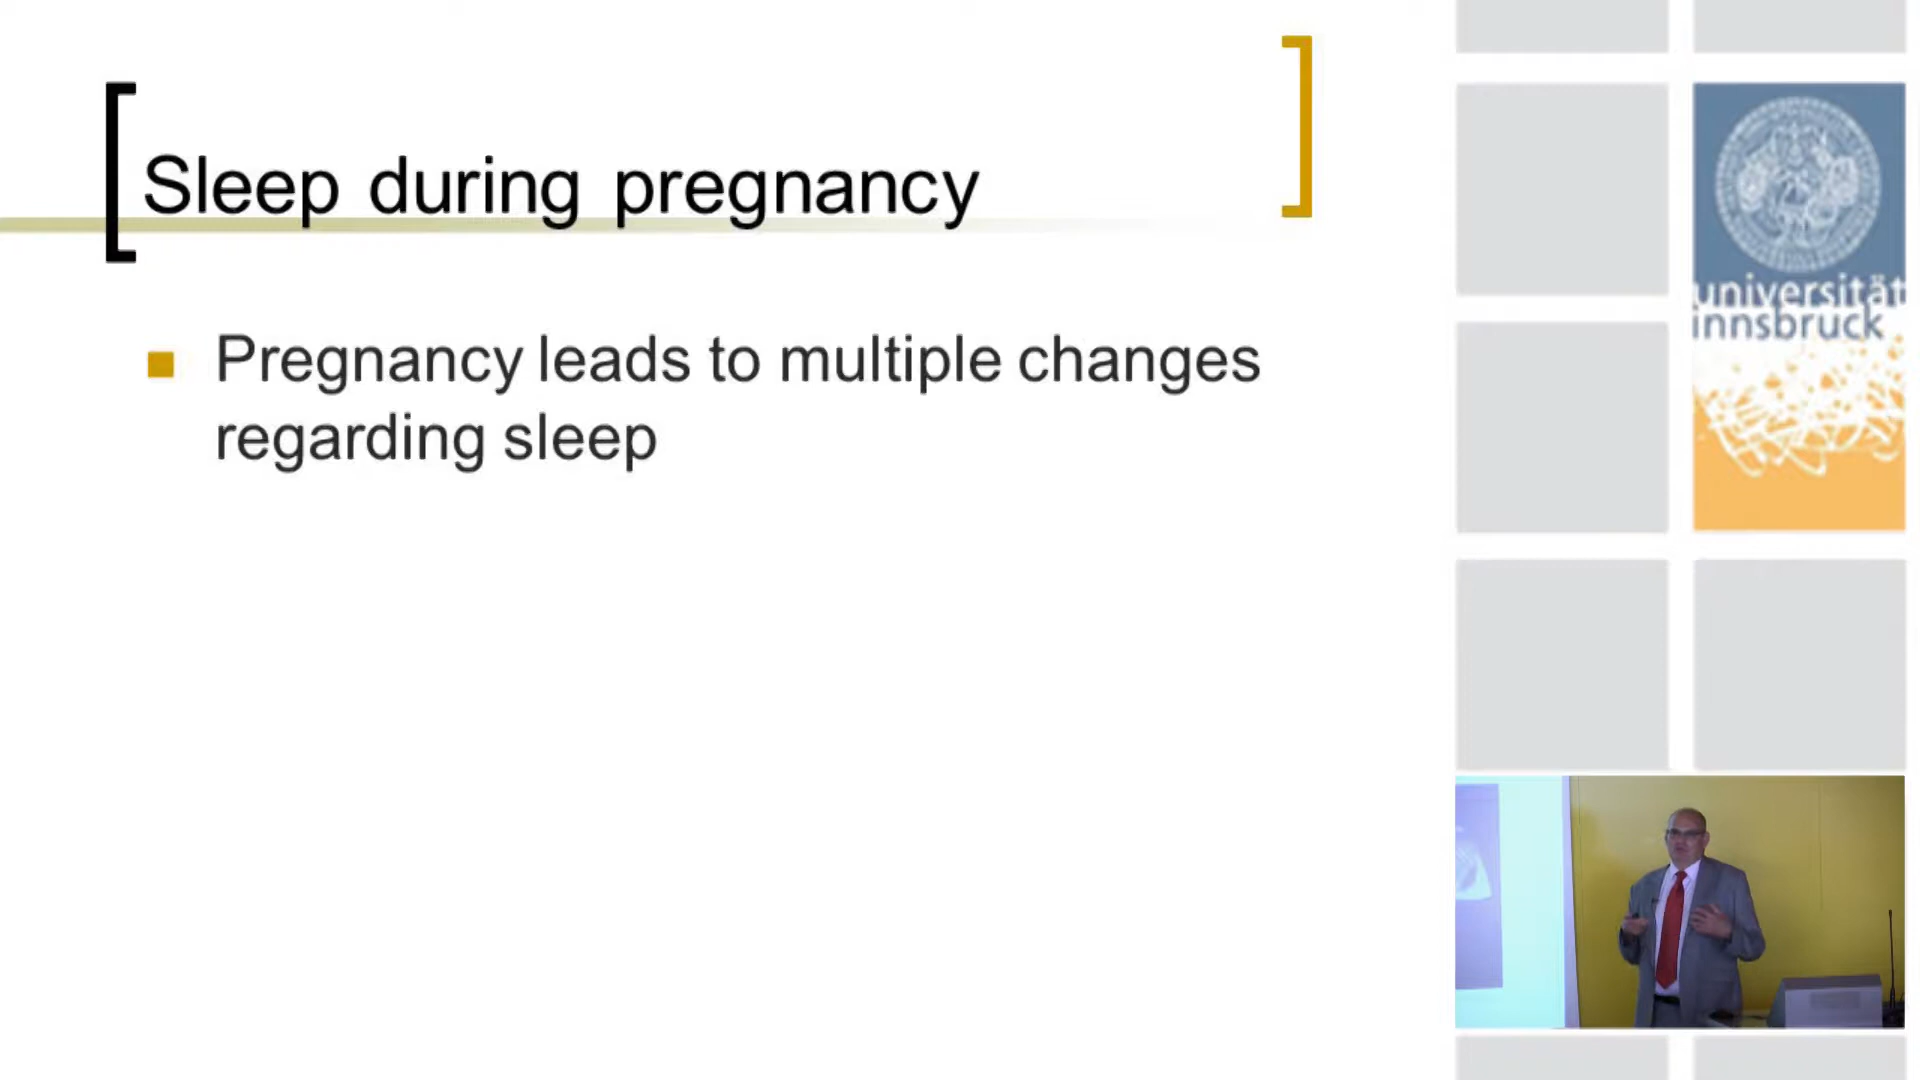 Sleep during pregnancy
Pregnancy leads to multiple changes
regarding sleep
universität
innsbruck